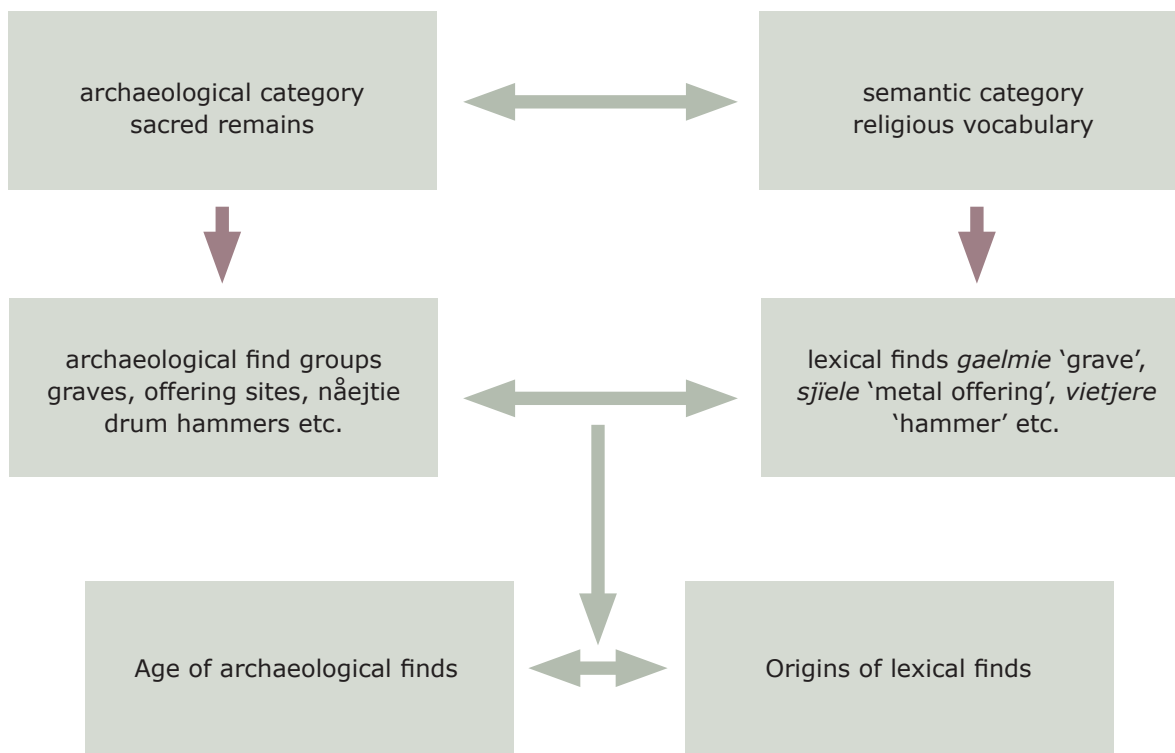 archaeological category
sacred remains
semantic category
religious vocabulary
archaeological find groups
graves, offering sites, nåejtie
drum hammers etc.
lexical finds gaelmie ‘grave’,
sjïele ‘metal offering’, vietjere
‘hammer’ etc.
Age of archaeological finds
Origins of lexical finds